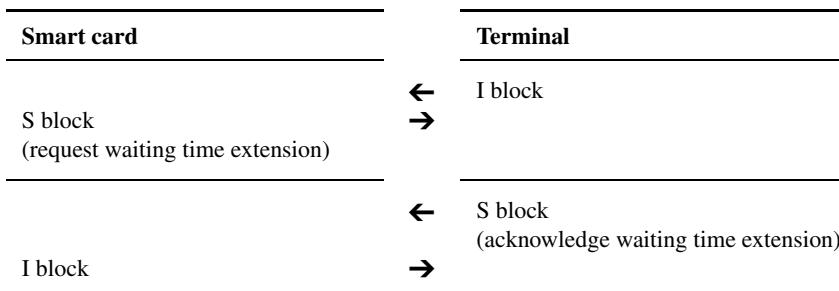 Smart card Terminal
← I block
S block →
(request waiting time extension)
← S block
(acknowledge waiting time extension)
I block →